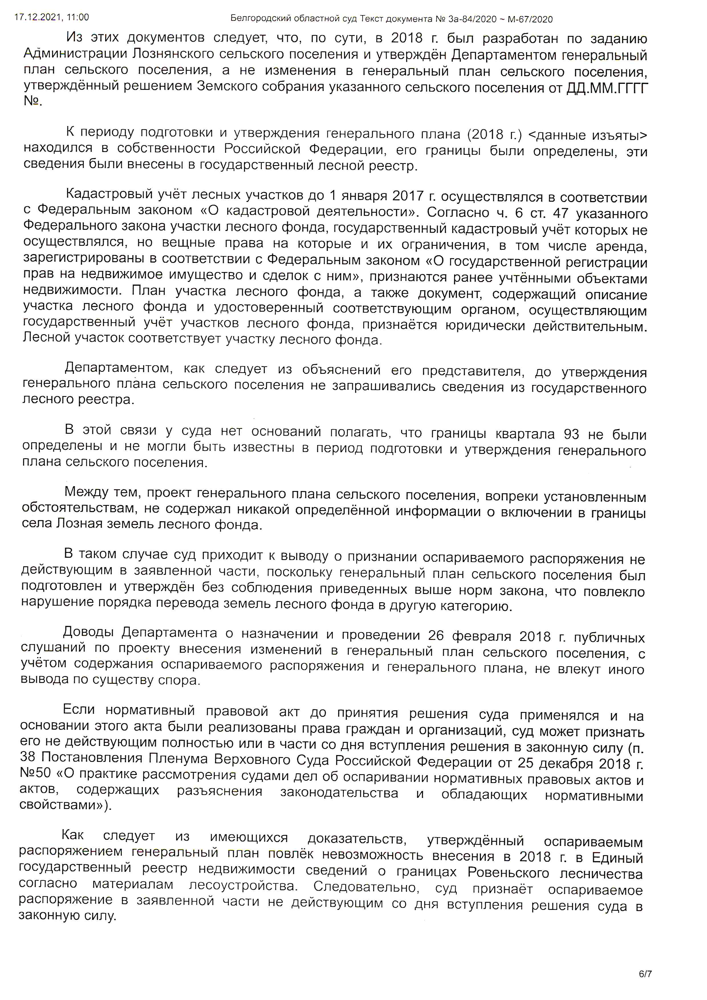 17.12.2021, 11:00
Белгородский областной суд Текст документа № 3а-84/2020 ~ М-67/2020
Из этих документов следует, что, по сути, в 2018 г. был разработан по заданию
Администрации Лознянского сельского поселения и утверждён Департаментом генеральный
план сельского поселения, а не изменения в генеральный план сельского поселения,
утверждённый решением Земского собрания указанного сельского поселения от ДД.ММ.ГГГГ
№.
К периоду подготовки и утверждения генерального плана (2018 г.) <данные изъяты>
находился в собственности Российской Федерации, его границы были определены, эти
сведения были внесены в государственный лесной реестр.
Кадастровый учёт лесных участков до 1 января 2017 г. осуществлялся в соответствии
с Федеральным законом «О кадастровой деятельности». Согласно ч. 6 ст. 47 указанного
Федерального закона участки лесного фонда, государственный кадастровый учёт которых не
осуществлялся, но вещные права на которые и их ограничения, в том числе аренда,
зарегистрированы в соответствии с Федеральным законом «О государственной регистрации
прав на недвижимое имущество и сделок с ним», признаются ранее учтёнными объектами
недвижимости. План участка лесного фонда, а также документ, содержащий описание
участка лесного фонда и удостоверенный соответствующим органом, осуществляющим
государственный учёт участков лесного фонда, признаётся юридически действительным.
Лесной участок соответствует участку лесного фонда.
Департаментом, как следует из объяснений его представителя, до утверждения
генерального плана сельского поселения не запрашивались сведения из государственного
лесного реестра.
В этой связи у суда нет оснований полагать, что границы квартала 93 не были
определены и не могли быть известны в период подготовки и утверждения генерального
плана сельского поселения.
Между тем, проект генерального плана сельского поселения, вопреки установленным
обстоятельствам, не содержал никакой определённой информации о включении в границы
села Лозная земель лесного фонда.
В таком случае суд приходит к выводу о признании оспариваемого распоряжения не
действующим в заявленной части, поскольку генеральный план сельского поселения был
подготовлен и утверждён без соблюдения приведенных выше норм закона, что повлекло
нарушение порядка перевода земель лесного фонда в другую категорию.
Доводы Департамента о назначении и проведении 26 февраля 2018 г. публичных
слушаний по проекту внесения изменений в генеральный план сельского поселения, с
учётом содержания оспариваемого распоряжения и генерального плана, не влекут иного
вывода по существу спора.
Если нормативный правовой акт до принятия решения суда применялся и на
основании этого акта были реализованы права граждан и организаций, суд может признать
его не действующим полностью или в части со дня вступления решения в законную силу (п.
38 Постановления Пленума Верховного Суда Российской Федерации от 25 декабря 2018 г.
№50 «О практике рассмотрения судами дел об оспаривании нормативных правовых актов и
актов, содержащих разъяснения законодательства и обладающих нормативными
свойствами»).
Как следует из имеющихся доказательств, утверждённый оспариваемым
распоряжением генеральный план повлёк невозможность внесения в 2018 г. в Единый
государственный реестр недвижимости сведений о границах Ровеньского лесничества
согласно материалам лесоустройства. Следовательно, суд признаёт оспариваемое
распоряжение в заявленной части не действующим со дня вступления решения суда в
законную силу.
6/7